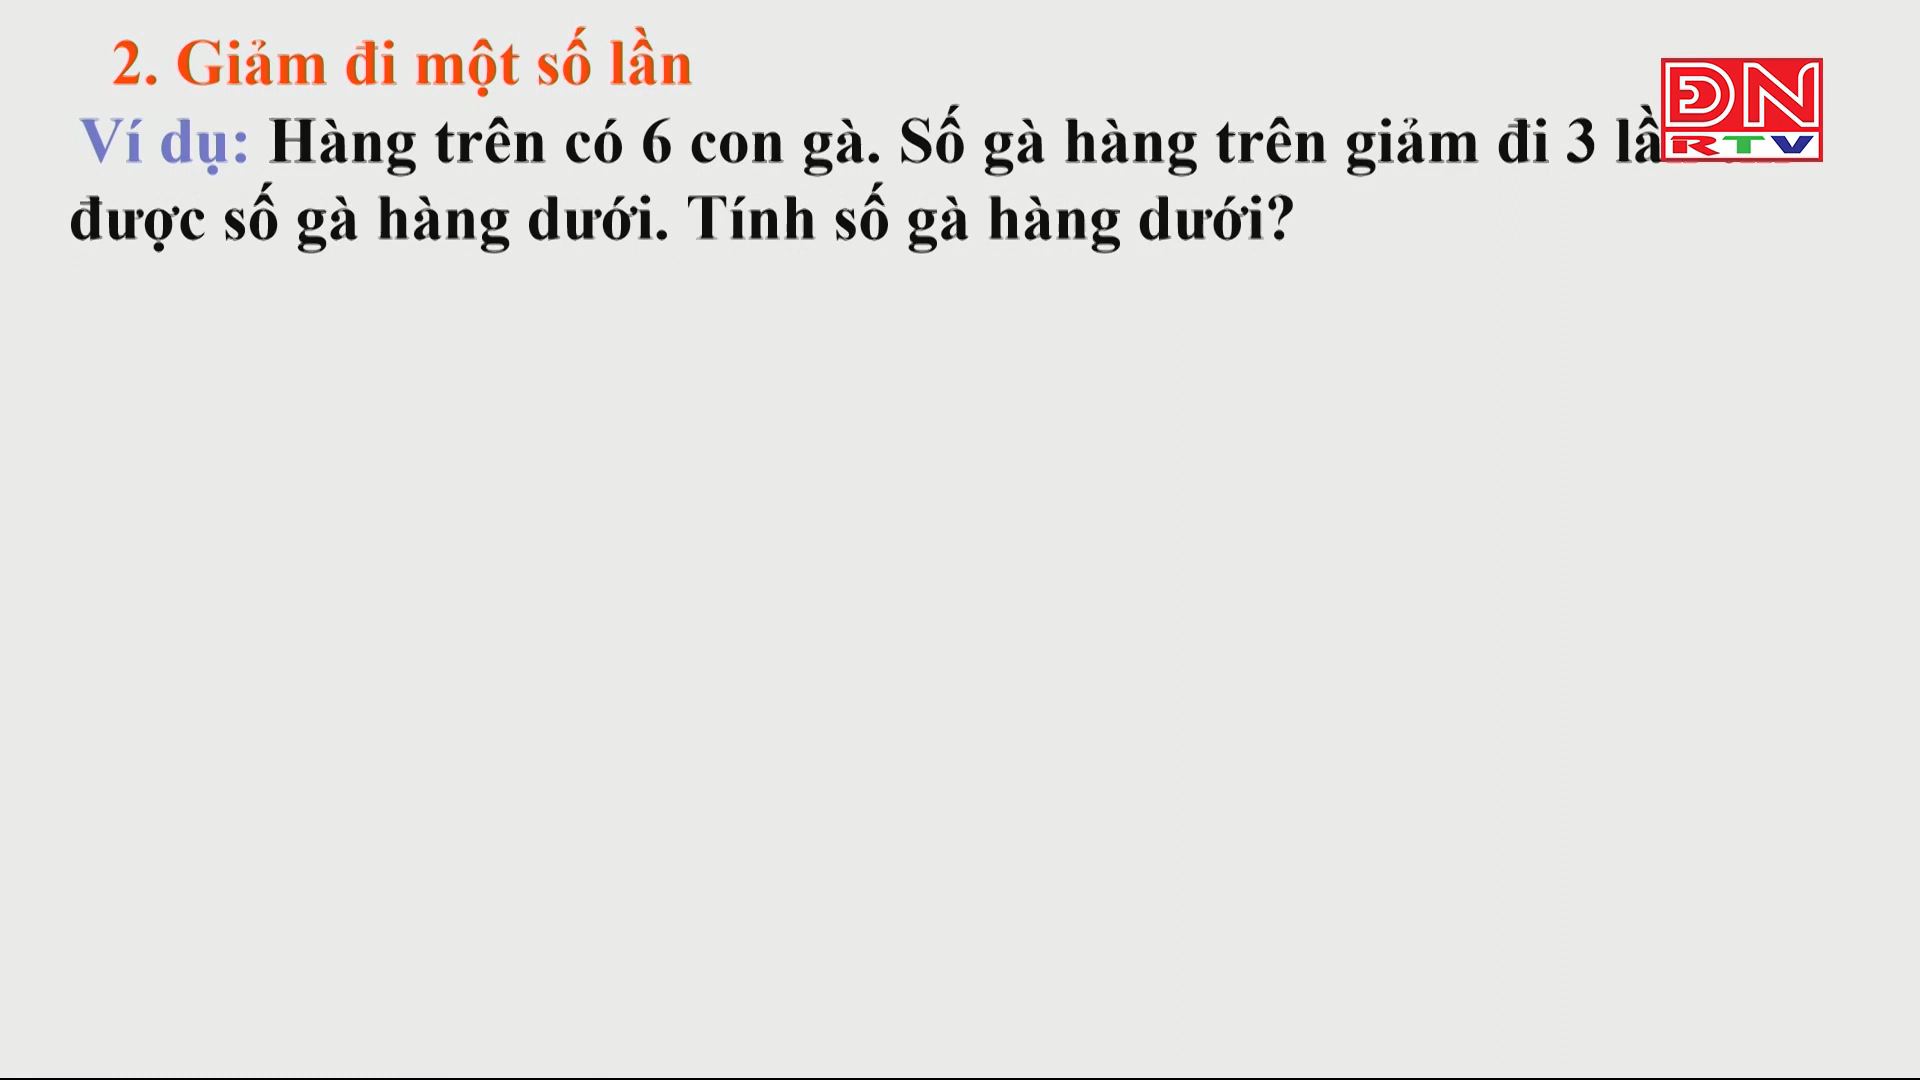 2. Giảm đi một số lần
Ví dụ: Hàng trên có 6 con gà. Số gà hàng trên giảm đi 3
được số gà hàng dưới. Tính số gà hàng dưới?
ĐN
RTV